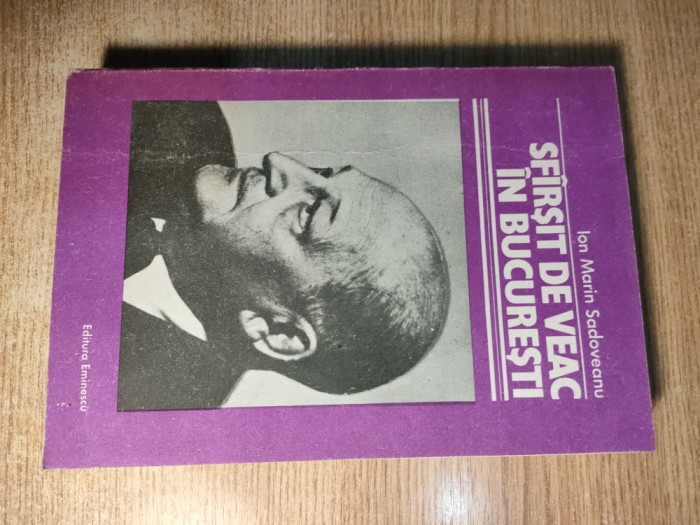 Ion Marin Sadoveanu
SFÎRȘIT DE VEAC
ÎN BUCUREȘTI
Editura Eminescu